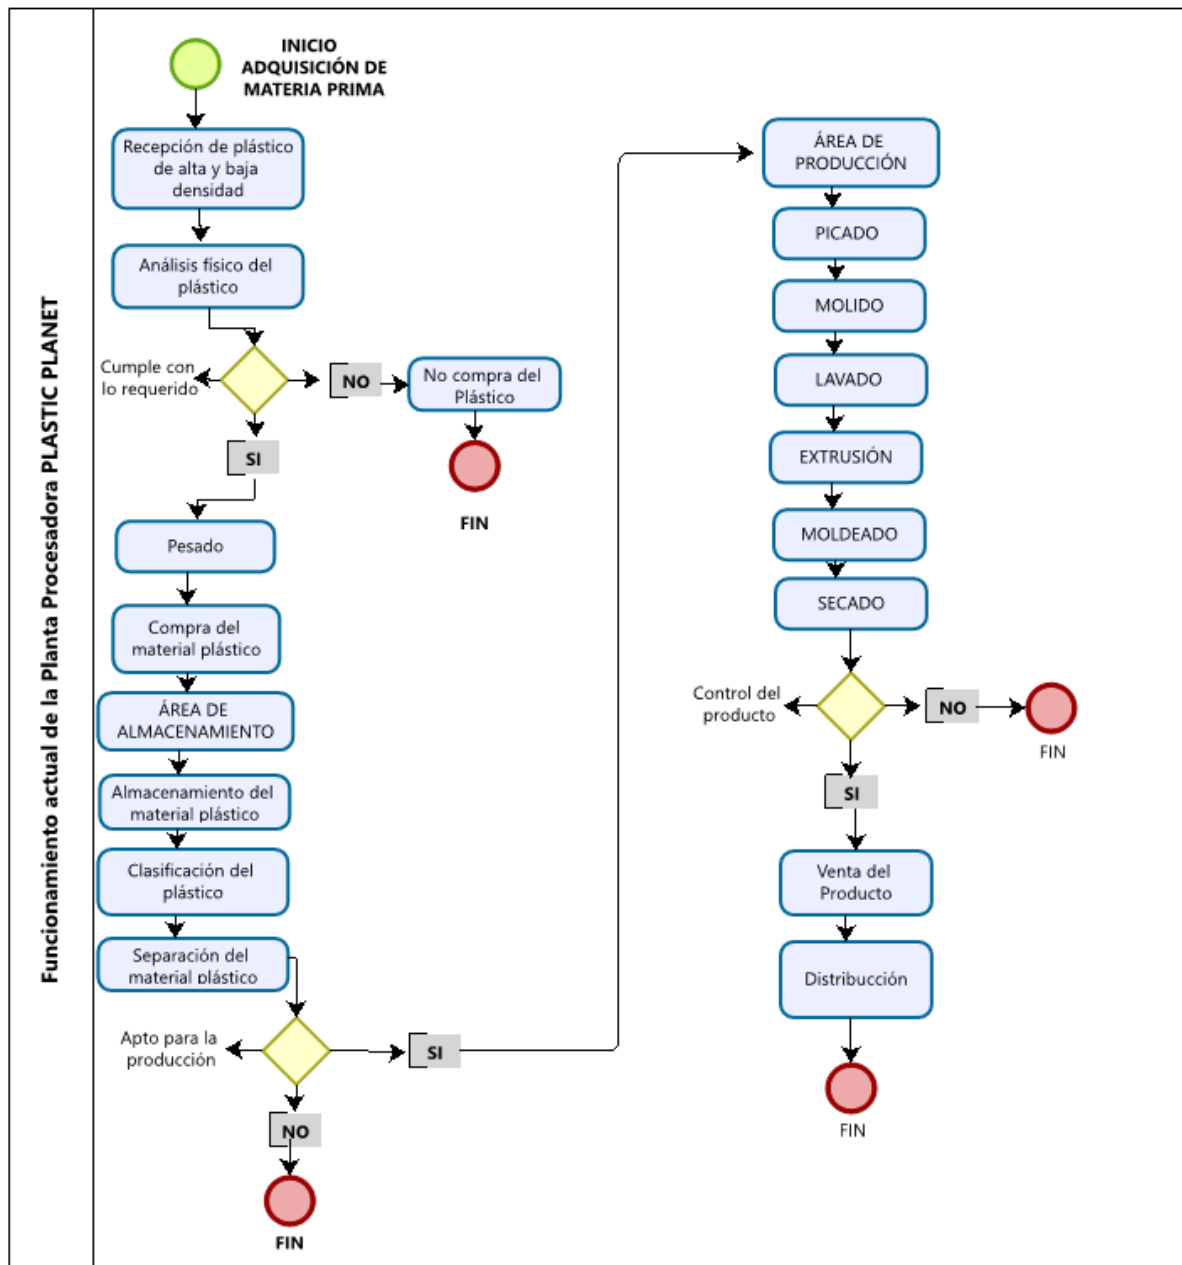 Funcionamiento actual de la Planta Procesadora PLASTIC PLANET
INICIO
ADQUISICIÓN DE
MATERIA PRIMA
Recepción de plástico
de alta y baja
densidad
Análisis físico del
plástico
Cumple con
lo requerido
NO
No compra del
Plástico
FIN
SI
Pesado
Compra del
material plástico
ÁREA DE
ALMACENAMIENTO
Almacenamiento del
material plástico
Clasificación del
plástico
Separación del
material plástico
Apto para la
producción
SI
NO
FIN
ÁREA DE
PRODUCCIÓN
PICADO
MOLIDO
LAVADO
EXTRUSIÓN
MOLDEADO
SECADO
Control del
producto
NO
FIN
SI
Venta del
Producto
Distribucción
FIN